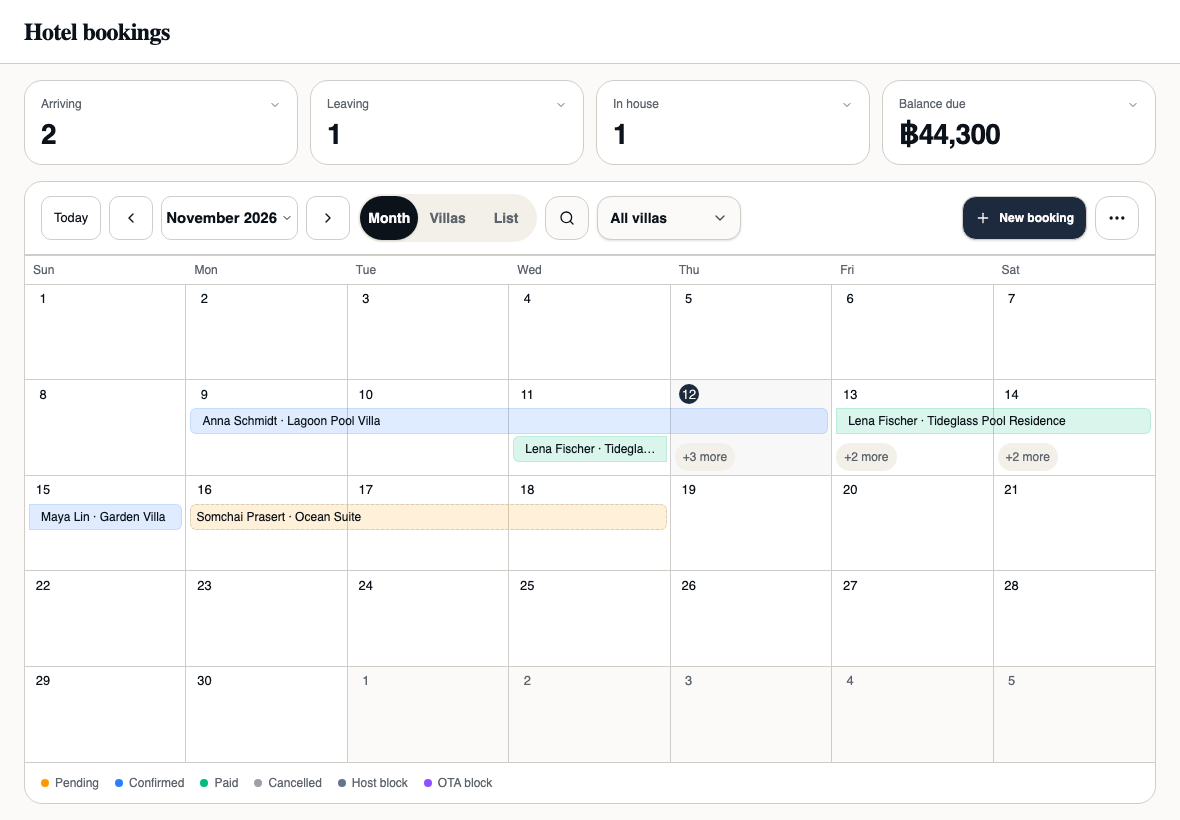 Hotel bookings
Arriving
2
Leaving
1
In house
1
Balance due
฿44,300
Today
November 2026
Month
Villas
List
All villas
New booking
Sun Mon Tue Wed Thu Fri Sat
1 2 3 4 5 6 7
8 9 10 11 12 13 14
Anna Schmidt · Lagoon Pool Villa
Lena Fischer · Tideglass Pool Residence
Lena Fischer · Tidegla…
+3 more
+2 more
+2 more
15 16 17 18 19 20 21
Maya Lin · Garden Villa
Somchai Prasert · Ocean Suite
22 23 24 25 26 27 28
29 30 1 2 3 4 5
Pending
Confirmed
Paid
Cancelled
Host block
OTA block